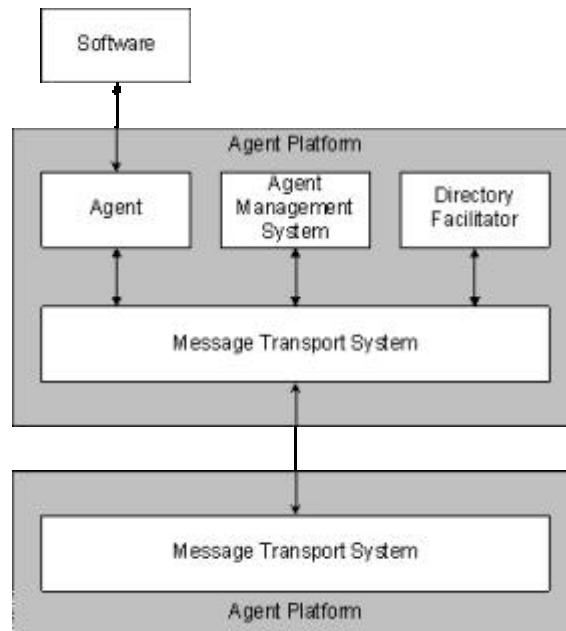 Software
Agent Platform
Agent
Agent
Management
System
Directory
Facilitator
Message Transport System
Message Transport System
Agent Platform